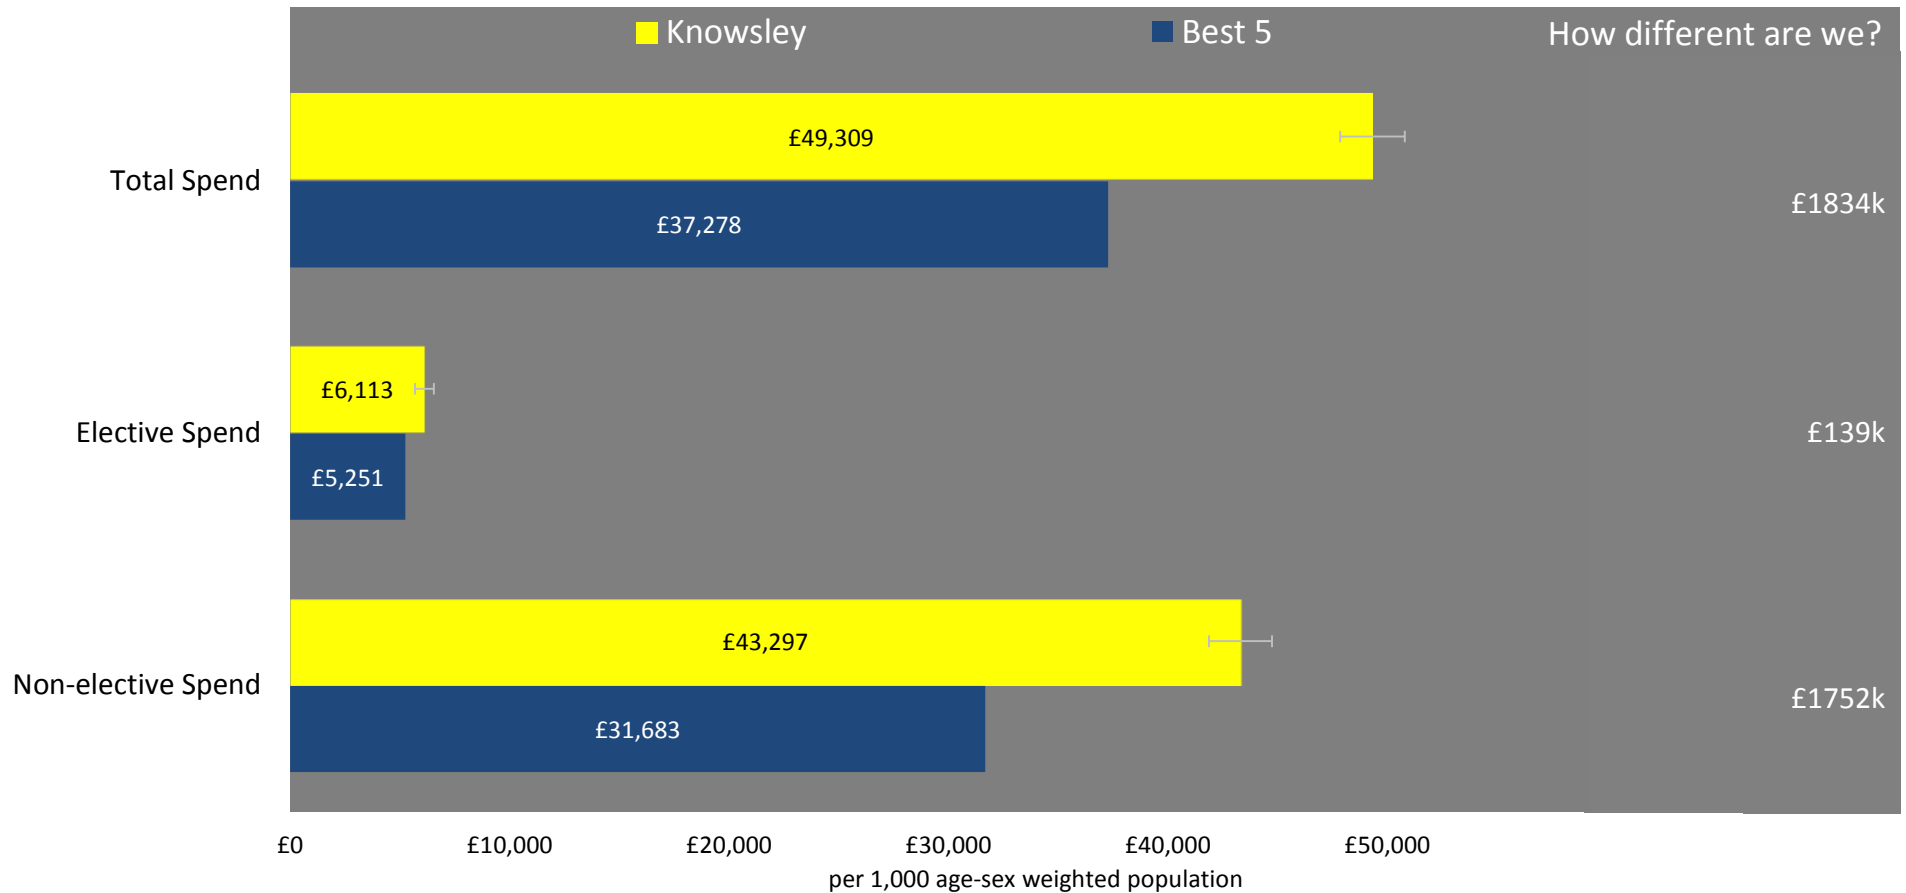 Knowsley
Best 5
How different are we?
Total Spend
£49,309
£37,278
£1834k
Elective Spend
£6,113
£5,251
£139k
Non-elective Spend
£43,297
£31,683
£1752k
£0 £10,000 £20,000 £30,000 £40,000 £50,000
per 1,000 age-sex weighted population